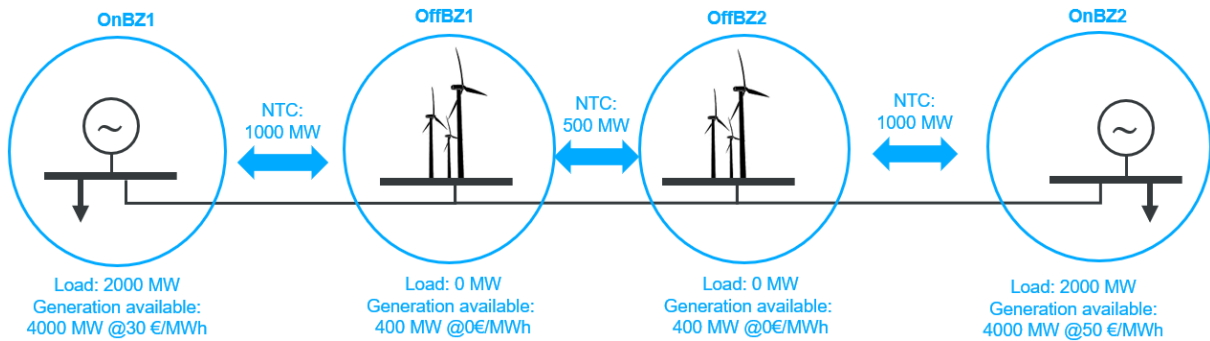 OnBZ1
OffBZ1
OffBZ2
OnBZ2
NTC:
1000 MW
NTC:
500 MW
NTC:
1000 MW
Load: 2000 MW
Generation available:
4000 MW @30 €/MWh
Load: 0 MW
Generation available:
400 MW @0€/MWh
Load: 0 MW
Generation available:
400 MW @0€/MWh
Load: 2000 MW
Generation available:
4000 MW @50 €/MWh